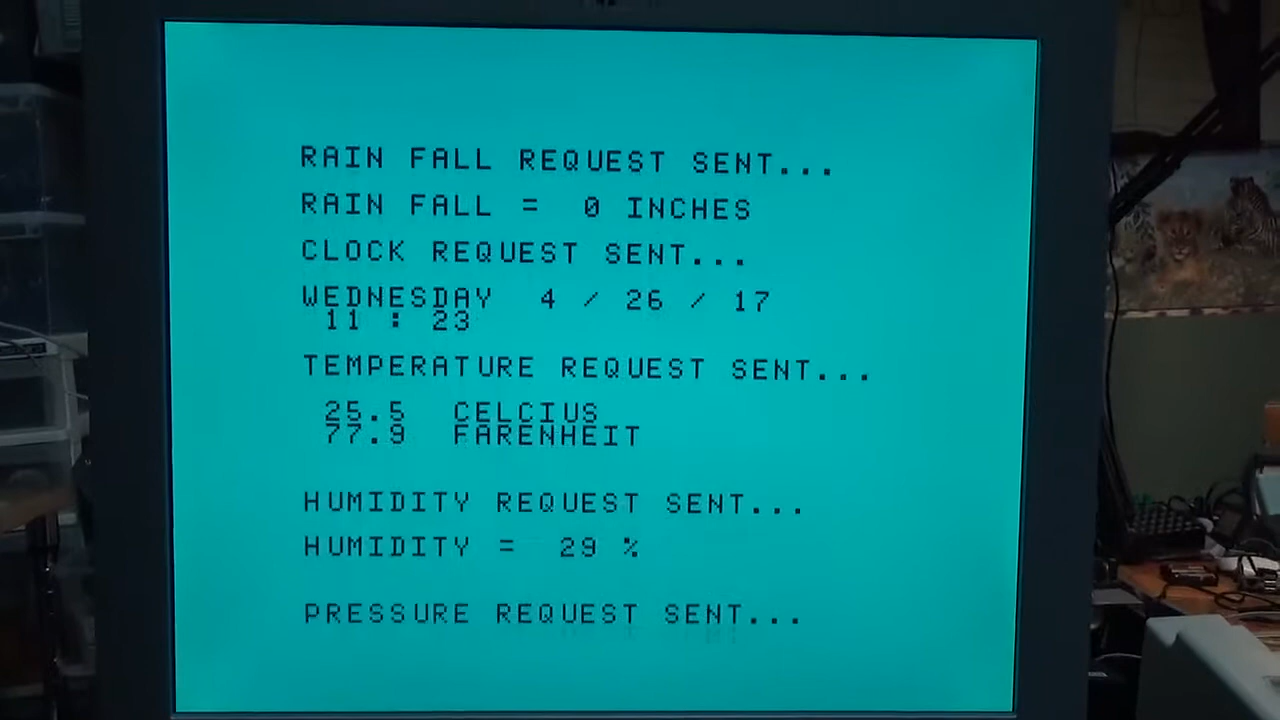 RAIN FALL REQUEST SENT...
RAIN FALL = 0 INCHES
CLOCK REQUEST SENT...
WEDNESDAY 4 / 26 / 17
11 : 23
TEMPERATURE REQUEST SENT...
25.5 CELCIUS
77.9 FARENHEIT
HUMIDITY REQUEST SENT...
HUMIDITY = 29 %
PRESSURE REQUEST SENT...